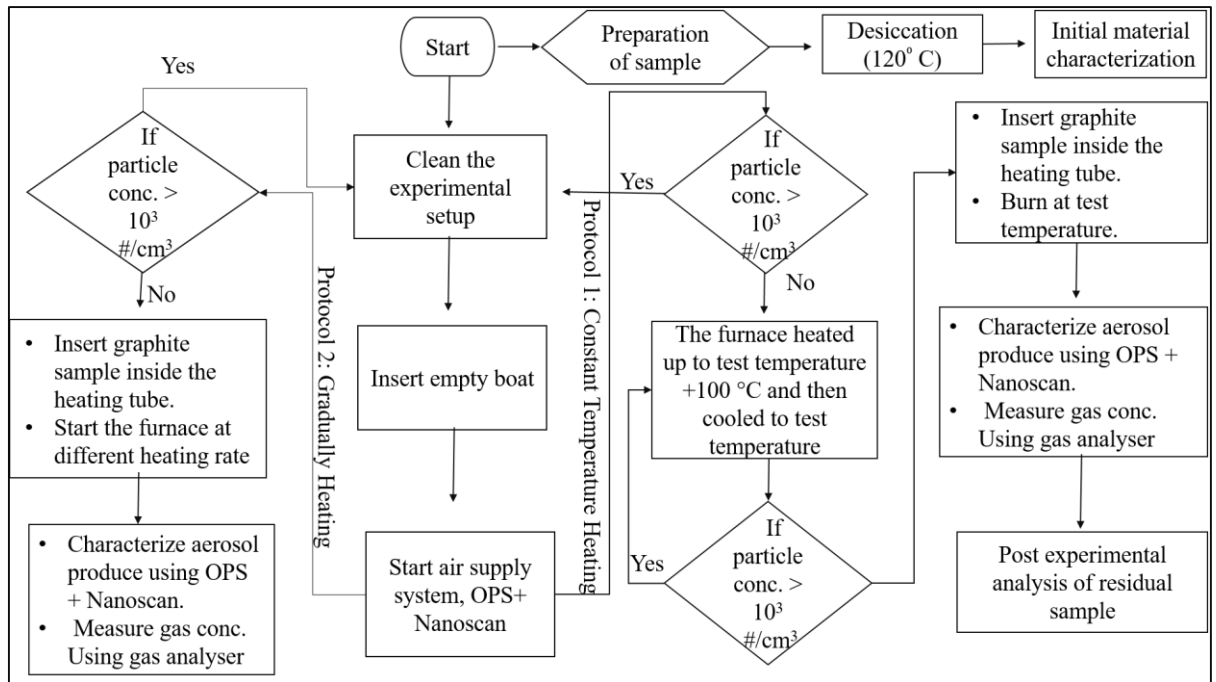 Start
Preparation
of sample
Desiccation
(120° C)
Initial material
characterization
Yes
If
particle
conc. >
10³
#/cm³
No
Clean the
experimental
setup
Yes
If
particle
conc. >
10³
#/cm³
No
• Insert graphite
sample inside the
heating tube.
• Burn at test
temperature.
• Insert graphite
sample inside the
heating tube.
• Start the furnace at
different heating rate
Protocol 2: Gradually Heating
Insert empty boat
Protocol 1: Constant Temperature Heating
The furnace heated
up to test temperature
+100 °C and then
cooled to test
temperature
• Characterize aerosol
produce using OPS +
Nanoscan.
• Measure gas conc.
Using gas analyser
• Characterize aerosol
produce using OPS
+ Nanoscan.
• Measure gas conc.
Using gas analyser
Start air supply
system, OPS+
Nanoscan
Yes
If
particle
conc. >
10³
#/cm³
Post experimental
analysis of residual
sample